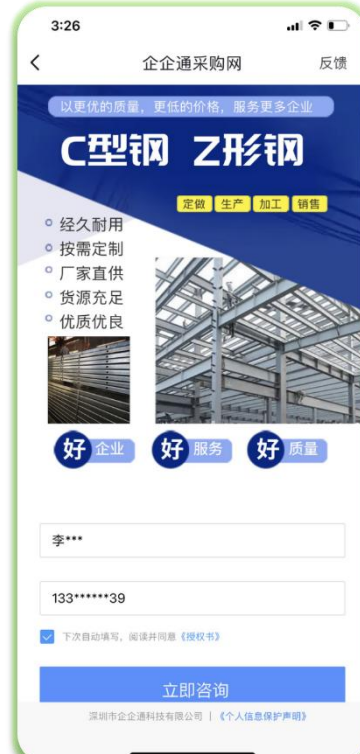 3:26
企企通采购网
反馈
以更优的质量，更低的价格，服务更多企业
C型钢 Z形钢
定做 生产 加工 销售
经久耐用
按需定制
厂家直供
货源充足
优质优良
好 企业 好 服务 好 质量
李***
133******39
下次自动填写，阅读并同意《授权书》
立即咨询
深圳市企企通科技有限公司 | 《个人信息保护声明》